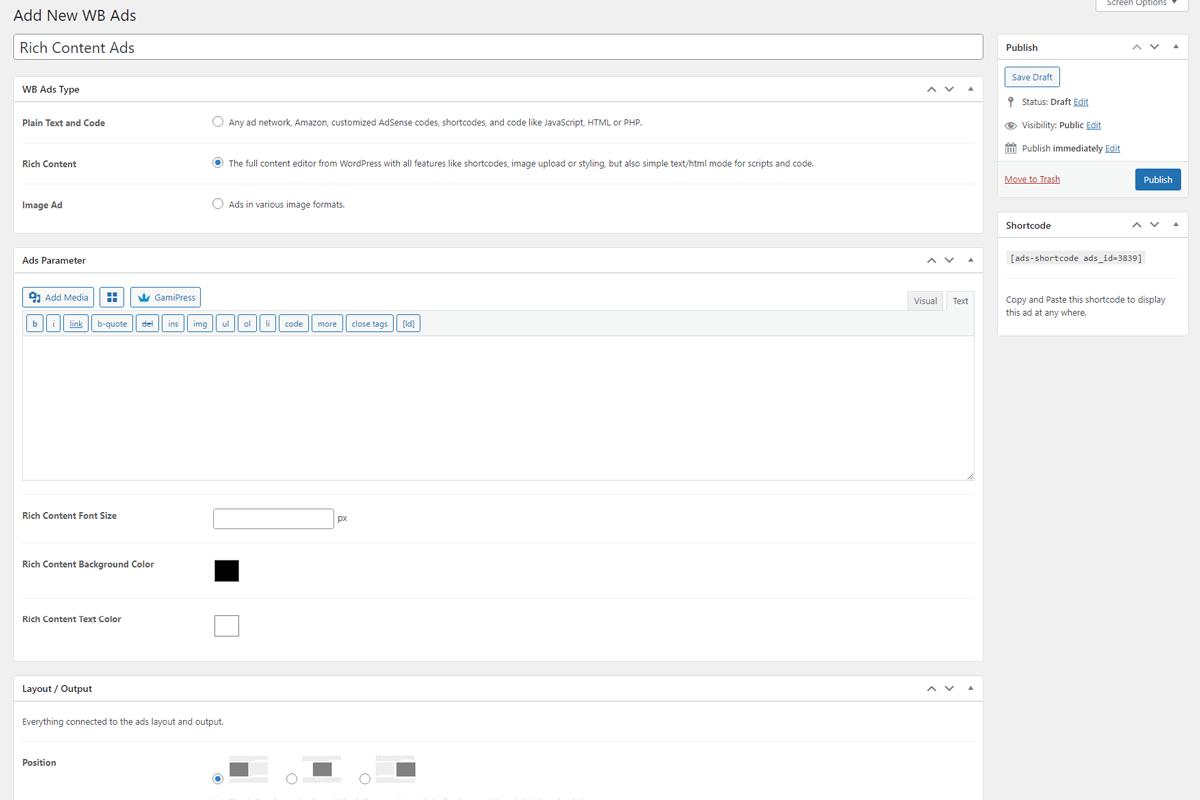 Add New WB Ads
Screen Options ▼
Rich Content Ads
WB Ads Type
Plain Text and Code
Any ad network, Amazon, customized AdSense codes, shortcodes, and code like JavaScript, HTML or PHP.
Rich Content
The full content editor from WordPress with all features like shortcodes, image upload or styling, but also simple text/html mode for scripts and code.
Image Ad
Ads in various image formats.
Ads Parameter
Add Media
GamiPress
Visual
Text
b
i
link
b-quote
del
ins
img
ul
ol
li
code
more
close tags
[ld]
Rich Content Font Size
px
Rich Content Background Color
Rich Content Text Color
Layout / Output
Everything connected to the ads layout and output.
Position
Publish
Save Draft
Status: Draft Edit
Visibility: Public Edit
Publish immediately Edit
Move to Trash
Publish
Shortcode
[ads-shortcode ads_id=3839]
Copy and Paste this shortcode to display
this ad at any where.